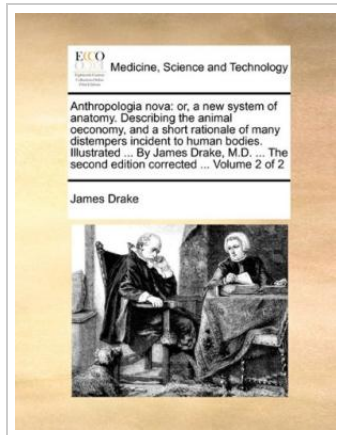 ECCO
Medicine, Science and Technology
Anthropologia nova: or, a new system of
anatomy. Describing the animal
oeconomy, and a short rationale of many
distempers incident to human bodies.
Illustrated ... By James Drake, M.D. ... The
second edition corrected ... Volume 2 of 2
James Drake